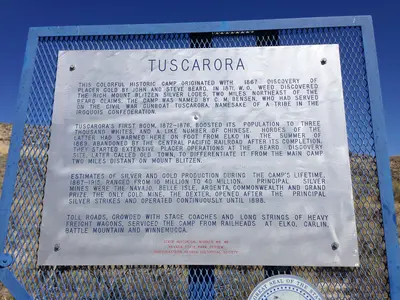 TUSCARORA
THIS COLORFUL HISTORIC CAMP ORIGINATED WITH 1867 DISCOVERY OF
PLACER GOLD BY JOHN AND STEVE BEARD. IN 1871, W. O. WEED DISCOVERED
THE HIGH MOUNT BLITZEN SILVER LODES, TWO MILES NORTHEAST OF THE
BEARD CLAIMS. THE CAMP WAS NAMED BY C. M. BENSEN, WHO HAD SERVED
ON THE CIVIL WAR GUNBOAT TUSCARORA, NAMESAKE OF A TRIBE IN THE
IROQUOIS CONFEDERATION.
TUSCARORA'S FIRST BOOM, 1872-1878, BOOSTED ITS POPULATION TO THREE
THOUSAND WHITES, AND A LIKE NUMBER OF CHINESE. HORDES OF THE
LATTER HAD SWARMED HERE ON FOOT FROM ELKO IN THE SUMMER OF
1869, ABANDONED BY THE CENTRAL PACIFIC RAILROAD AFTER ITS COMPLETION.
THEY STARTED EXTENSIVE PLACER OPERATIONS AT THE BEARD DISCOVERY
SITE, LATER CALLED OLD TOWN, TO DIFFERENTIATE IT FROM THE MAIN CAMP
TWO MILES DISTANT ON MOUNT BLITZEN.
ESTIMATES OF SILVER AND GOLD PRODUCTION DURING THE CAMP'S LIFETIME,
1867-1915, RANGED FROM 10 MILLION TO 40 MILLION. PRINCIPAL SILVER
MINES WERE THE NAVAJO, BELLE ISLE, ARGENTA, COMMONWEALTH AND GRAND
PRIZE. THE ONLY GOLD MINE, THE DEXTER, OPENED AFTER THE PRINCIPAL
SILVER STRIKES AND OPERATED CONTINUOUSLY UNTIL 1898.
TOLL ROADS, CROWDED WITH STAGE COACHES AND LONG STRINGS OF HEAVY
FREIGHT WAGONS, SERVICED THE CAMP FROM RAILHEADS AT ELKO, CARLIN,
BATTLE MOUNTAIN AND WINNEMUCCA.
STATE HISTORICAL MARKER NO.
NEVADA STATE PARK SYSTEM